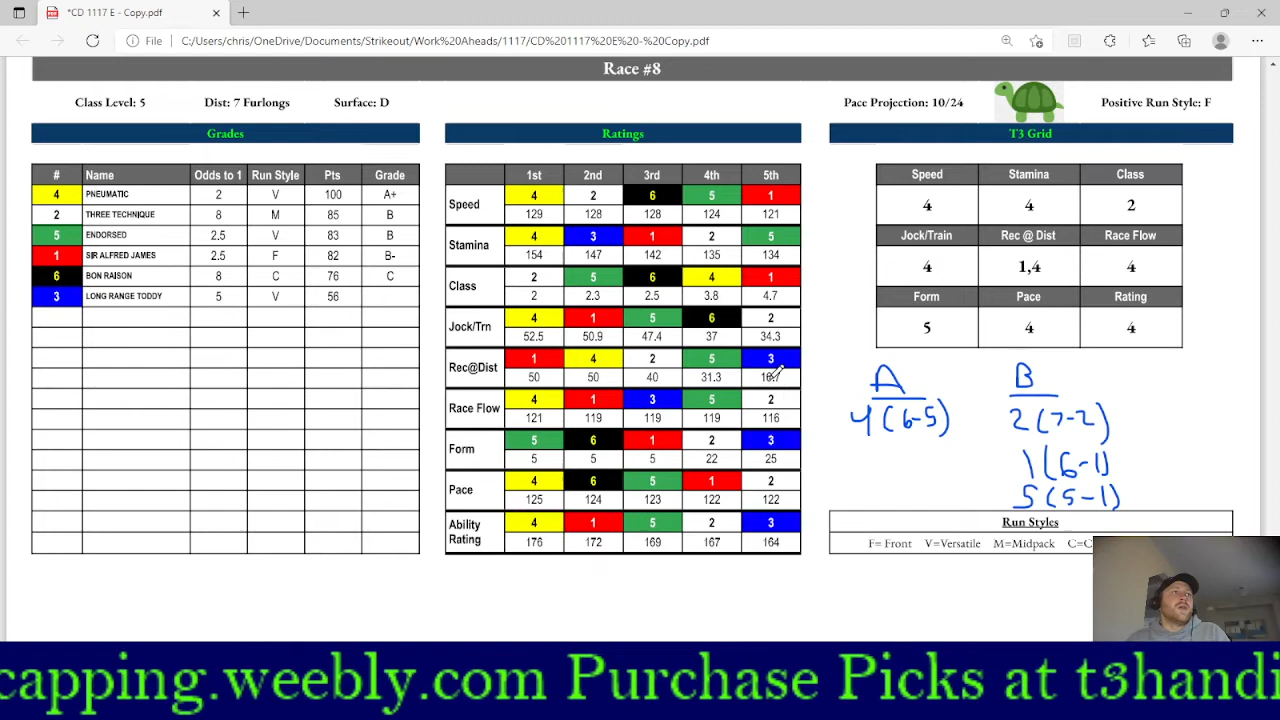 *CD 1117 E - Copy.pdf
File C:/Users/chris/OneDrive/Documents/Strikeout/Work%20Aheads/1117/CD%201117%20E%20-%20Copy.pdf
Race #8
Class Level: 5 Dist: 7 Furlongs Surface: D Pace Projection: 10/24 Positive Run Style: F
Grades
# Name Odds to 1 Run Style Pts Grade
4 PNEUMATIC 2 V 100 A+
2 THREE TECHNIQUE 8 M 85 B
5 ENDORSED 2.5 V 83 B
1 SIR ALFRED JAMES 2.5 F 82 B-
6 BON RAISON 8 C 76 C
3 LONG RANGE TODDY 5 V 56
Ratings
1st 2nd 3rd 4th 5th
Speed 4 2 6 5 1
129 128 128 124 121
Stamina 4 3 1 2 5
154 147 142 135 134
Class 2 5 6 4 1
2 2.3 2.5 3.8 4.7
Jock/Trn 4 1 5 6 2
52.5 50.9 47.4 37 34.3
Rec@Dist 1 4 2 5 3
50 50 40 31.3
Race Flow 4 1 3 5 2
121 119 119 119 116
Form 5 6 1 2 3
5 5 5 22 25
Pace 4 6 5 1 2
125 124 123 122 122
Ability Rating 4 1 5 2 3
176 172 169 167 164
T3 Grid
Speed Stamina Class
4 4 2
Jock/Train Rec @ Dist Race Flow
4 1,4 4
Form Pace Rating
5 4 4
A B
4(6-5) 2(7-2)
1(6-1)
5(5-1)
Run Styles
F= Front V=Versatile M=Midpack
capping.weebly.com Purchase Picks at t3handi